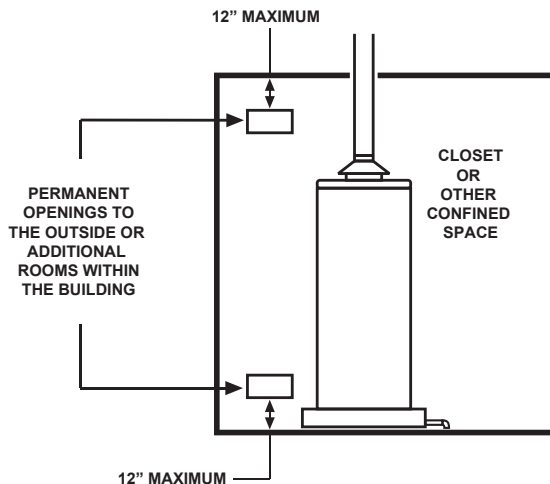 12” MAXIMUM
CLOSET
OR
OTHER
CONFINED
SPACE
PERMANENT
OPENINGS TO
THE OUTSIDE OR
ADDITIONAL
ROOMS WITHIN
THE BUILDING
12” MAXIMUM